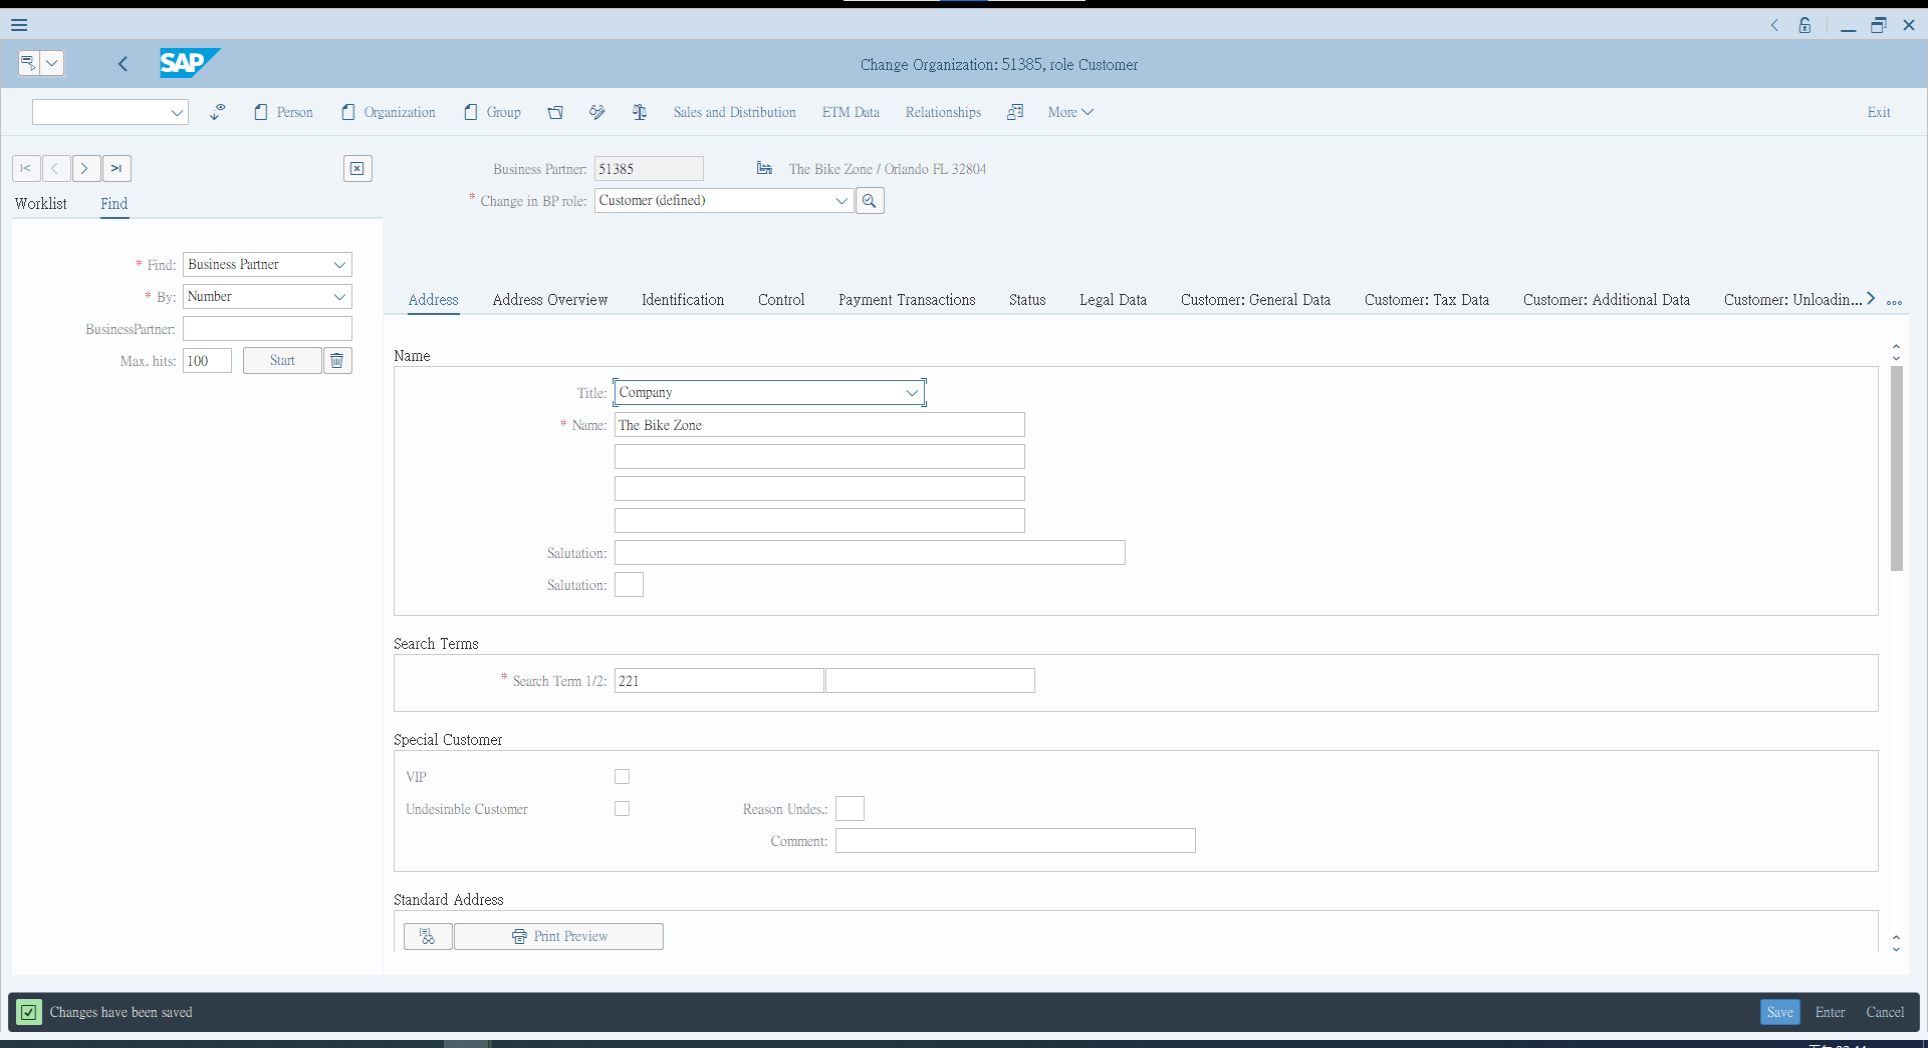 SAP
Change Organization: 51385, role Customer
Person Organization Group Sales and Distribution ETM Data Relationships More Exit
Business Partner: 51385 The Bike Zone / Orlando FL 32804
* Change in BP role: Customer (defined)
Worklist Find
* Find: Business Partner
* By: Number
BusinessPartner:
Max. hits: 100 Start
Address Address Overview Identification Control Payment Transactions Status Legal Data Customer: General Data Customer: Tax Data Customer: Additional Data Customer: Unloadin...
Name
Title: Company
* Name: The Bike Zone
Salutation:
Salutation:
Search Terms
* Search Term 1/2: 221
Special Customer
VIP
Undesirable Customer Reason Undes.:
Comment:
Standard Address
Print Preview
Changes have been saved Save Enter Cancel